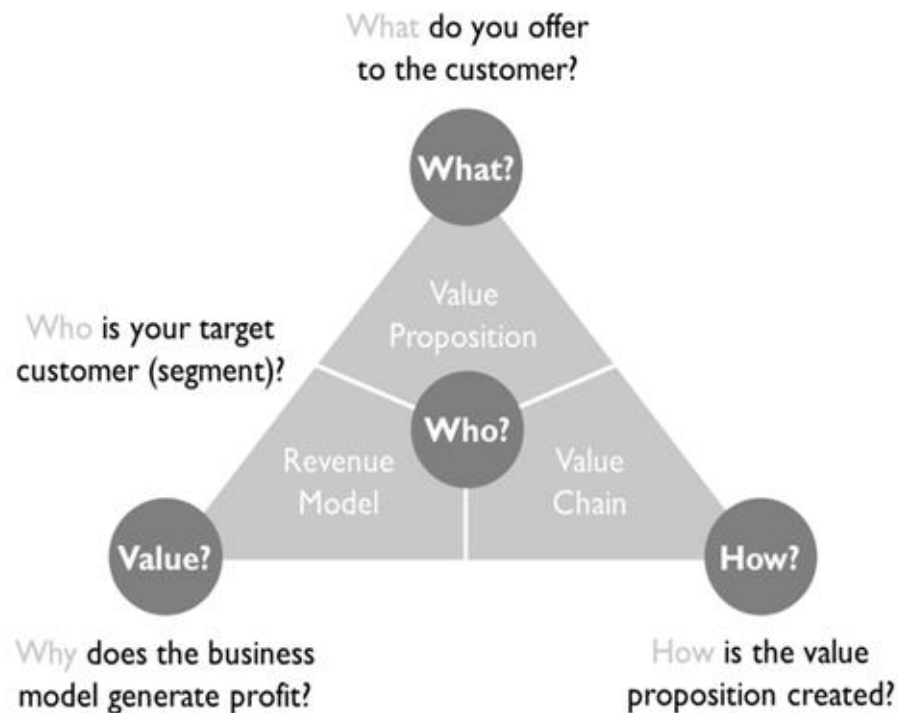 What do you offer
to the customer?
What?
Value
Proposition
Who is your target
customer (segment)?
Who?
Revenue
Model
Value
Chain
Value?
How?
Why does the business
model generate profit?
How is the value
proposition created?